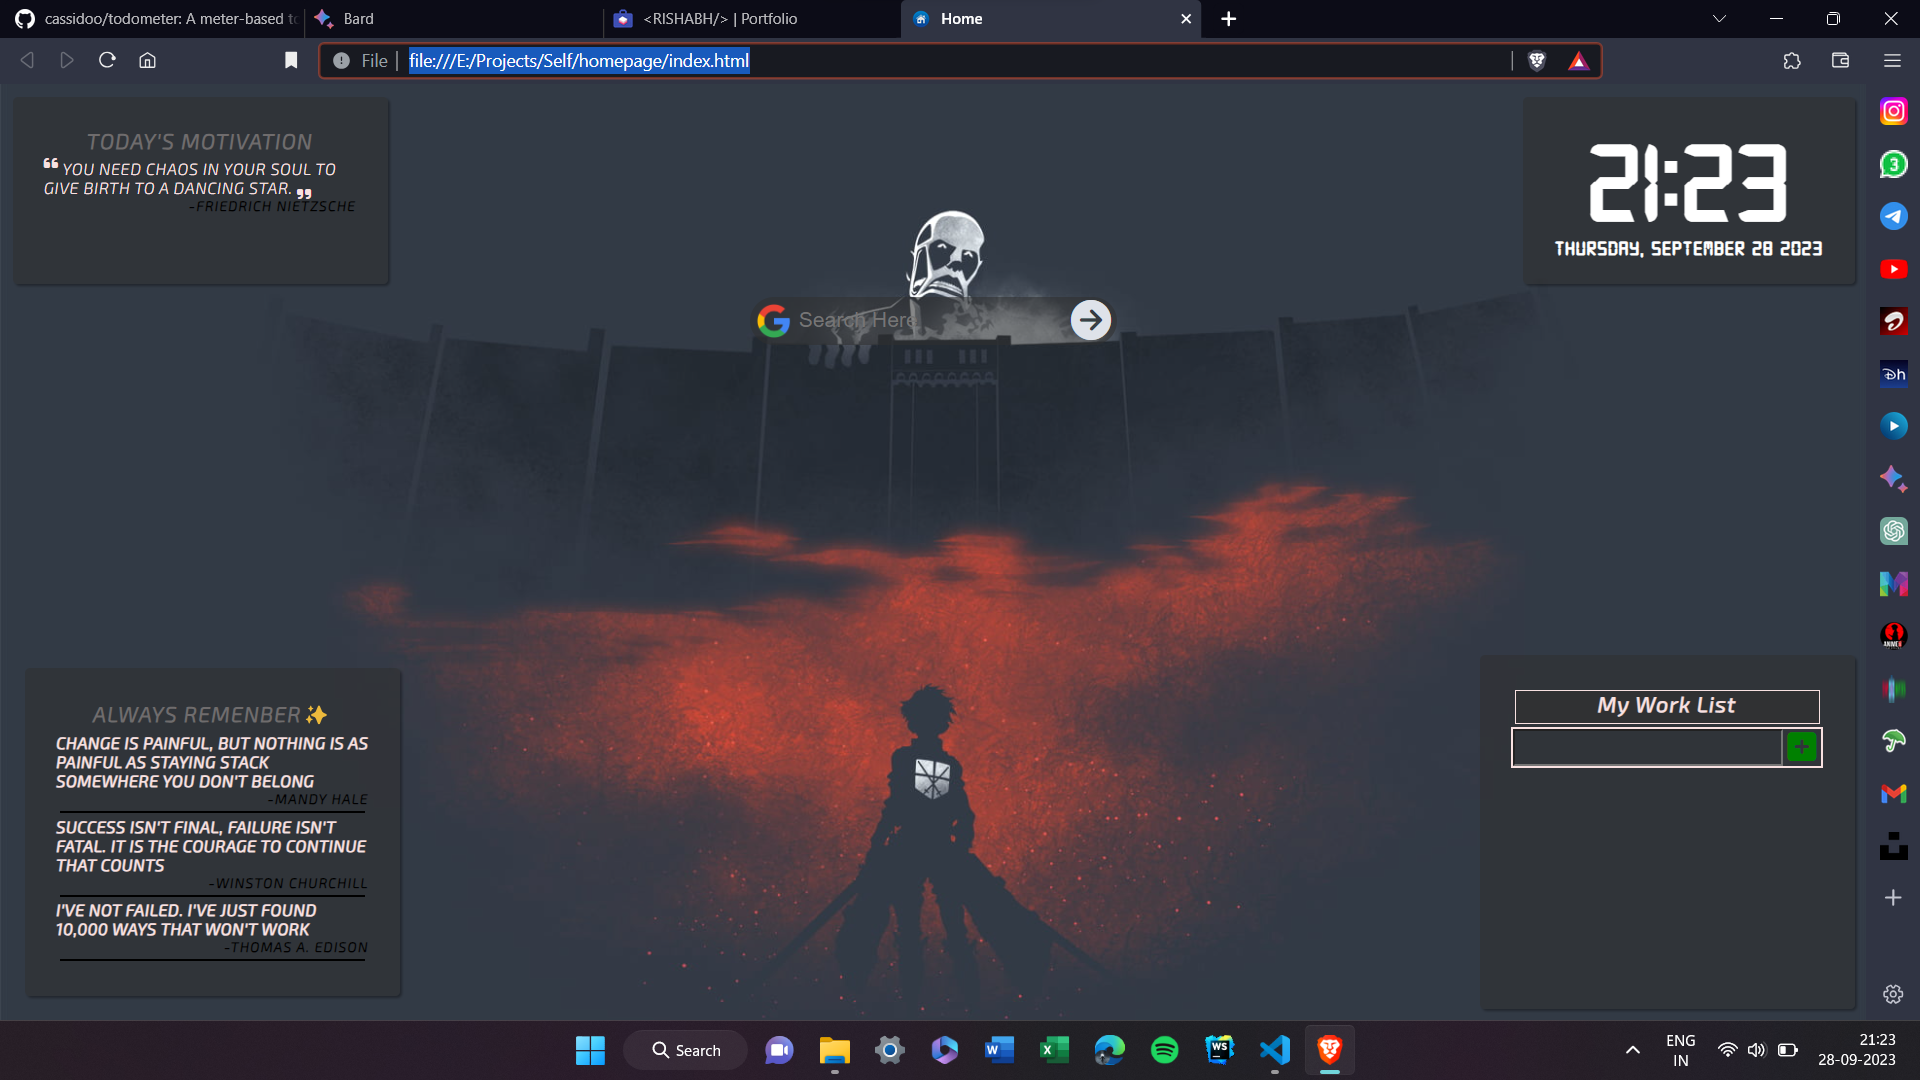 cassidoo/todometer: A meter-based to
Bard
<RISHABH/> | Portfolio
Home
File
file:///E:/Projects/Self/homepage/index.html
TODAY'S MOTIVATION
❝ YOU NEED CHAOS IN YOUR SOUL TO
GIVE BIRTH TO A DANCING STAR. ❞
-FRIEDRICH NIETZSCHE
21:23
THURSDAY, SEPTEMBER 28 2023
Search Here
ALWAYS REMENBER✨
CHANGE IS PAINFUL, BUT NOTHING IS AS
PAINFUL AS STAYING STACK
SOMEWHERE YOU DON'T BELONG
-MANDY HALE
SUCCESS ISN'T FINAL, FAILURE ISN'T
FATAL. IT IS THE COURAGE TO CONTINUE
THAT COUNTS
-WINSTON CHURCHILL
I'VE NOT FAILED. I'VE JUST FOUND
10,000 WAYS THAT WON'T WORK
-THOMAS A. EDISON
My Work List
+
3
Dh
Search
W
X
WS
ENG
IN
21:23
28-09-2023